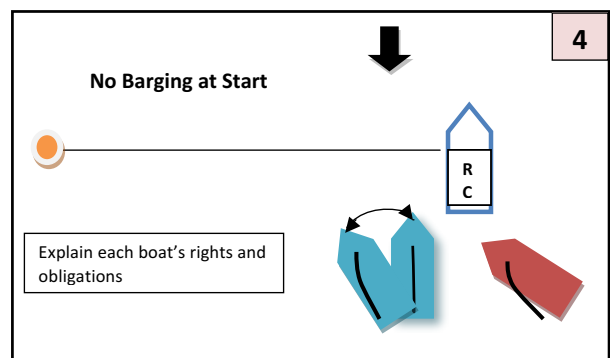 4
No Barging at Start
R
C
Explain each boat's rights and
obligations